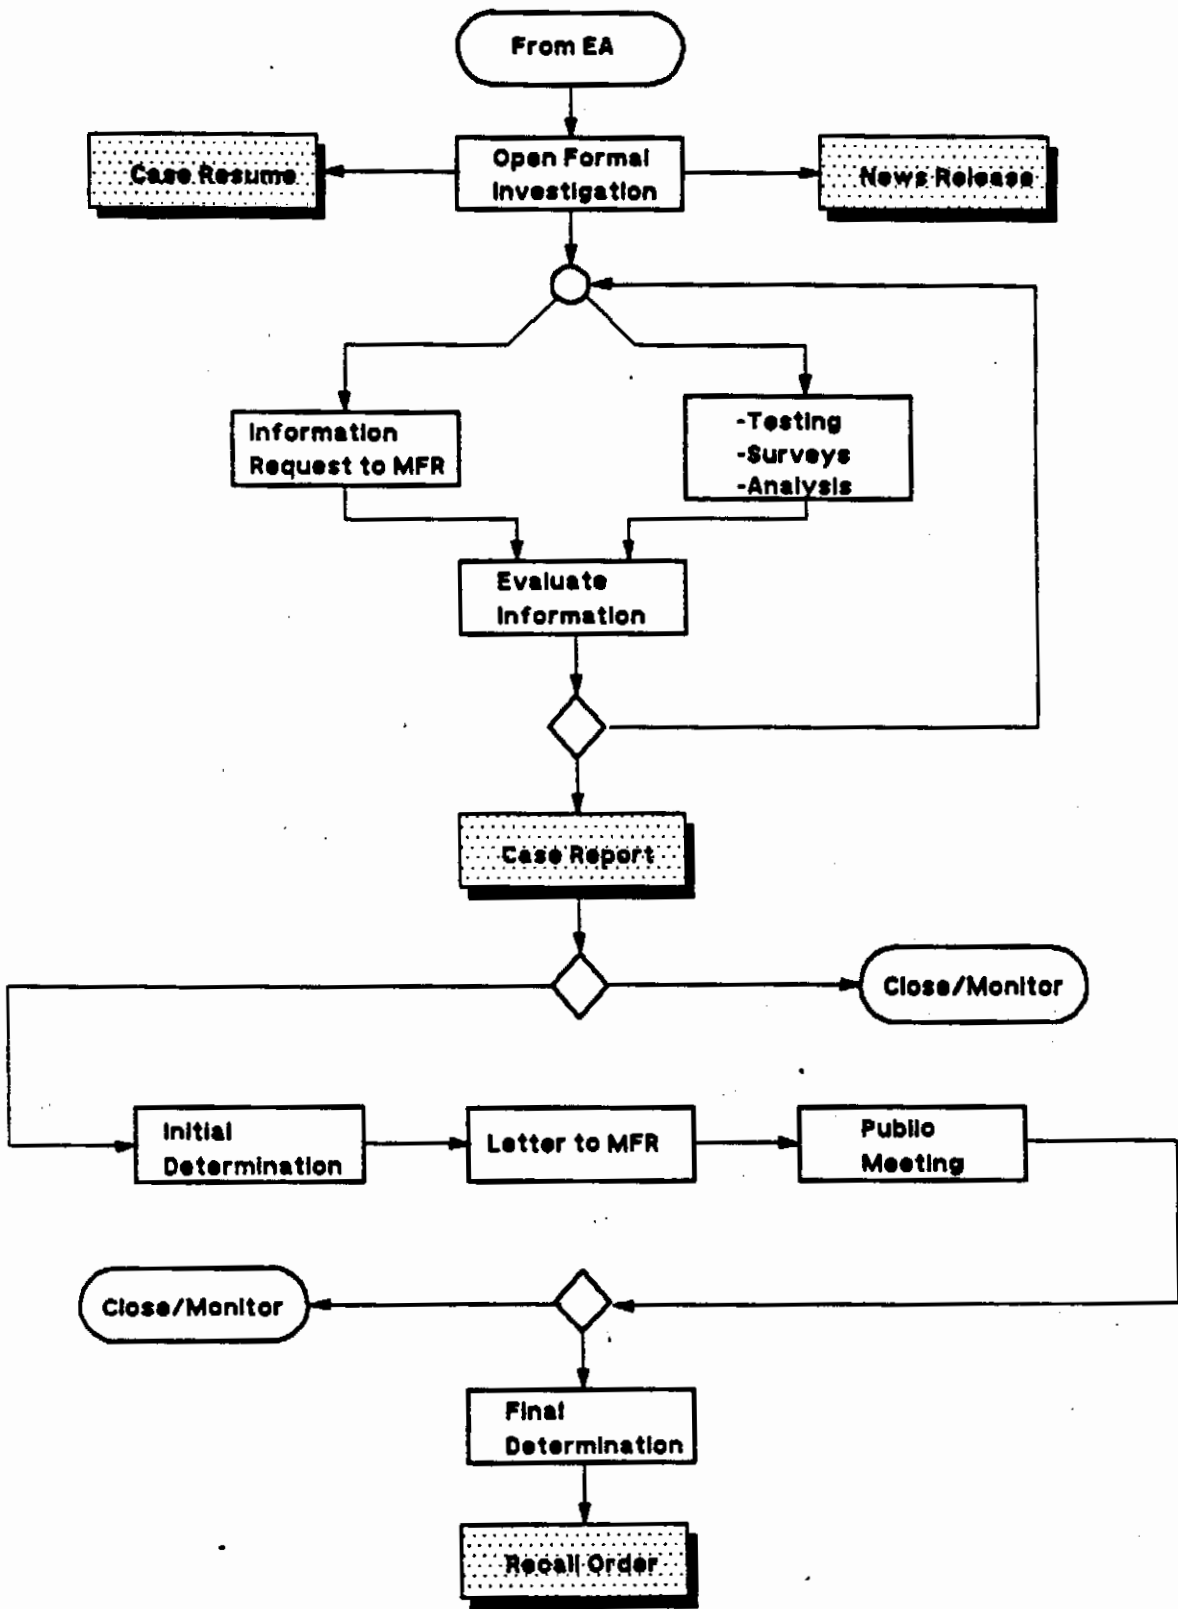 From EA
Case Resume
Open Formal
Investigation
News Release
Information
Request to MFR
-Testing
-Surveys
-Analysis
Evaluate
Information
Case Report
Close/Monitor
Initial
Determination
Letter to MFR
Public
Meeting
Close/Monitor
Final
Determination
Recall Order